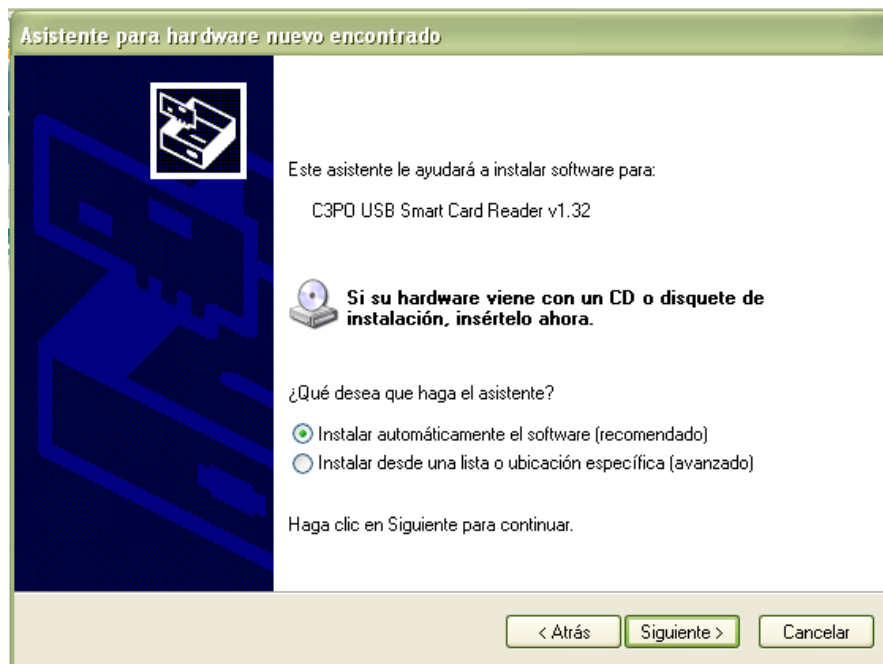 Asistente para hardware nuevo encontrado
Este asistente le ayudará a instalar software para:
C3PO USB Smart Card Reader v1.32
Si su hardware viene con un CD o disquete de
instalación, insértelo ahora.
¿Qué desea que haga el asistente?
Instalar automáticamente el software (recomendado)
Instalar desde una lista o ubicación específica (avanzado)
Haga clic en Siguiente para continuar.
< Atrás
Siguiente >
Cancelar